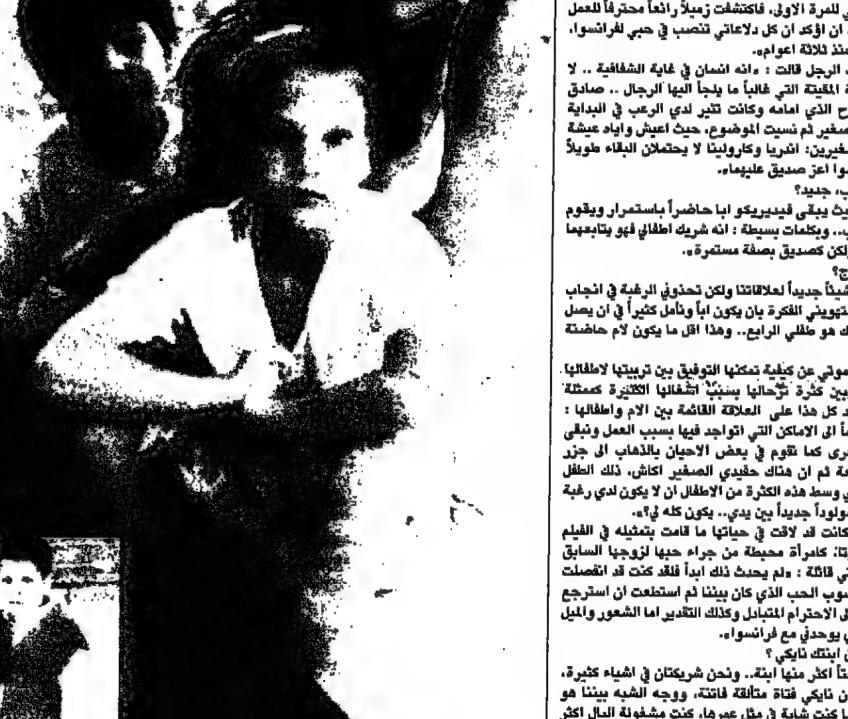 ي للمرة الاولى، فاكتشفت زميلاً رائعاً محترفاً للعمل
ان اؤكد ان كل دلاعاتي تنصب في حبي لفرانسوا،
منذ ثلاثة اعوام».
الرجل قالت : «انه انسان في غاية الشفافية .. لا
ة المقيتة التي غالباً ما يلجأ اليها الرجال .. صادق
ح الذي امامه وكانت تثير لدي الرعب في البداية
صغير ثم نسيت الموضوع، حيث اعيش واياه عيشة
صغيرين: اندريا وكارولينا لا يحتملان البقاء طويلاً
سوا اعز صديق عليهما».
ب، جديد؟
يث يبقى فيديريكو ابا حاضراً باستمرار ويقوم
ب.. وبكلمات بسيطة : انه شريك اطفالي فهو يتابعهما
ولكن كصديق بصفة مستمرة».
ج؟
شيئاً جديداً لعلاقاتنا ولكن تحذوني الرغبة في انجاب
ستهويني الفكرة بان يكون اباً ونأمل كثيراً في ان يصل
ك هو طفلي الرابع.. وهذا اقل ما يكون لام حاضنة
موتي عن كيفية تمكنها التوفيق بين تربيتها لاطفالها
بين كثرة ترحالها بسبب اشغالها الكثيرة كممثلة
د كل هذا على العلاقة القائمة بين الام واطفالها :
ماً الى الاماكن التي اتواجد فيها بسبب العمل ونبقى
خرى كما نقوم في بعض الاحيان بالذهاب الى جزر
عة ثم ان هناك حفيدي الصغير اكاش، ذلك الطفل
ي وسط هذه الكثرة من الاطفال ان لا يكون لدي رغبة
ولوداً جديداً بين يدي.. يكون كله لي؟».
كانت قد لاقت في حياتها ما قامت بتمثيله في الفيلم
كامرأة محبطة من جراء حبها لزوجها السابق
ي قائلة : «لم يحدث ذلك ابداً فلقد كنت قد انفصلت
سوب الحب الذي كان بيننا ثم استطعت ان استرجع
ى الاحترام المتبادل وكذلك التقدير اما الشعور والميل
ي يوحدني مع فرانسوا».
ن ابنتك نايكي ؟
تاً أكثر منها ابنة.. ونحن شريكتان في اشياء كثيرة،
ن نايكي فتاة متألقة فاتنة، ووجه الشبه بيننا هو
ا كنت شابة في مثل عمرها، كنت مشغولة البال اكثر